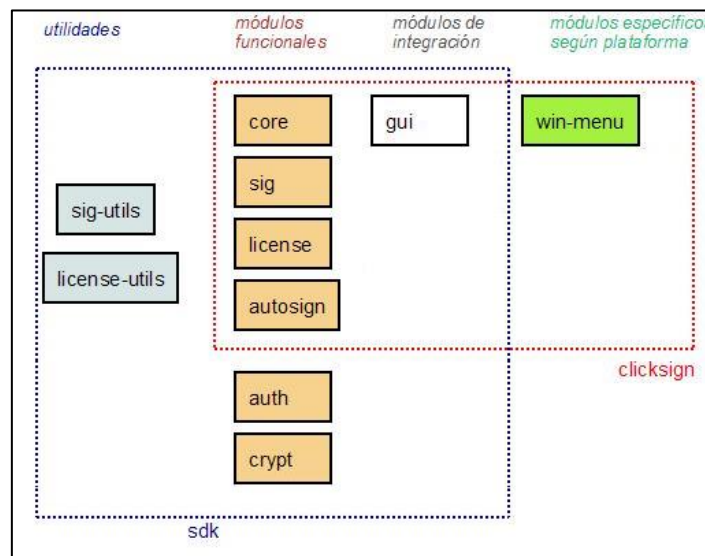 utilidades
módulos funcionales
módulos de integración
módulos específicos según plataforma
core
gui
win-menu
sig
sig-utils
license
license-utils
autosign
clicksign
auth
crypt
sdk